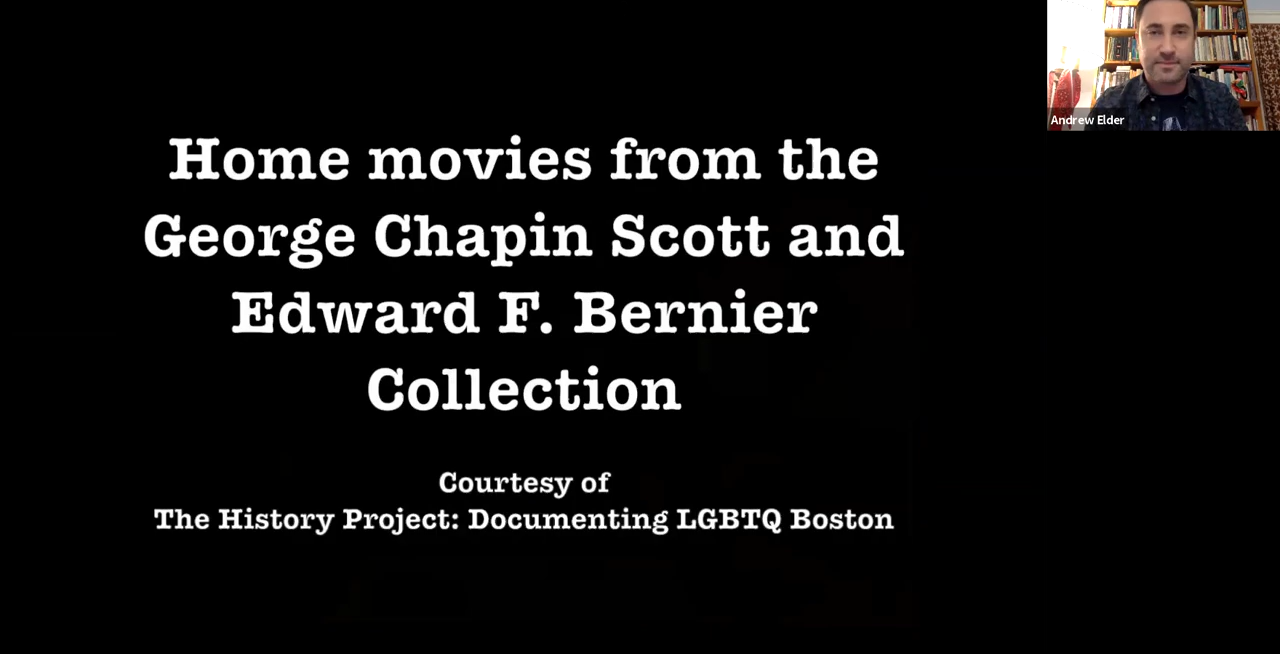 Home movies from the
George Chapin Scott and
Edward F. Bernier
Collection
Courtesy of
The History Project: Documenting LGBTQ Boston
Andrew Elder